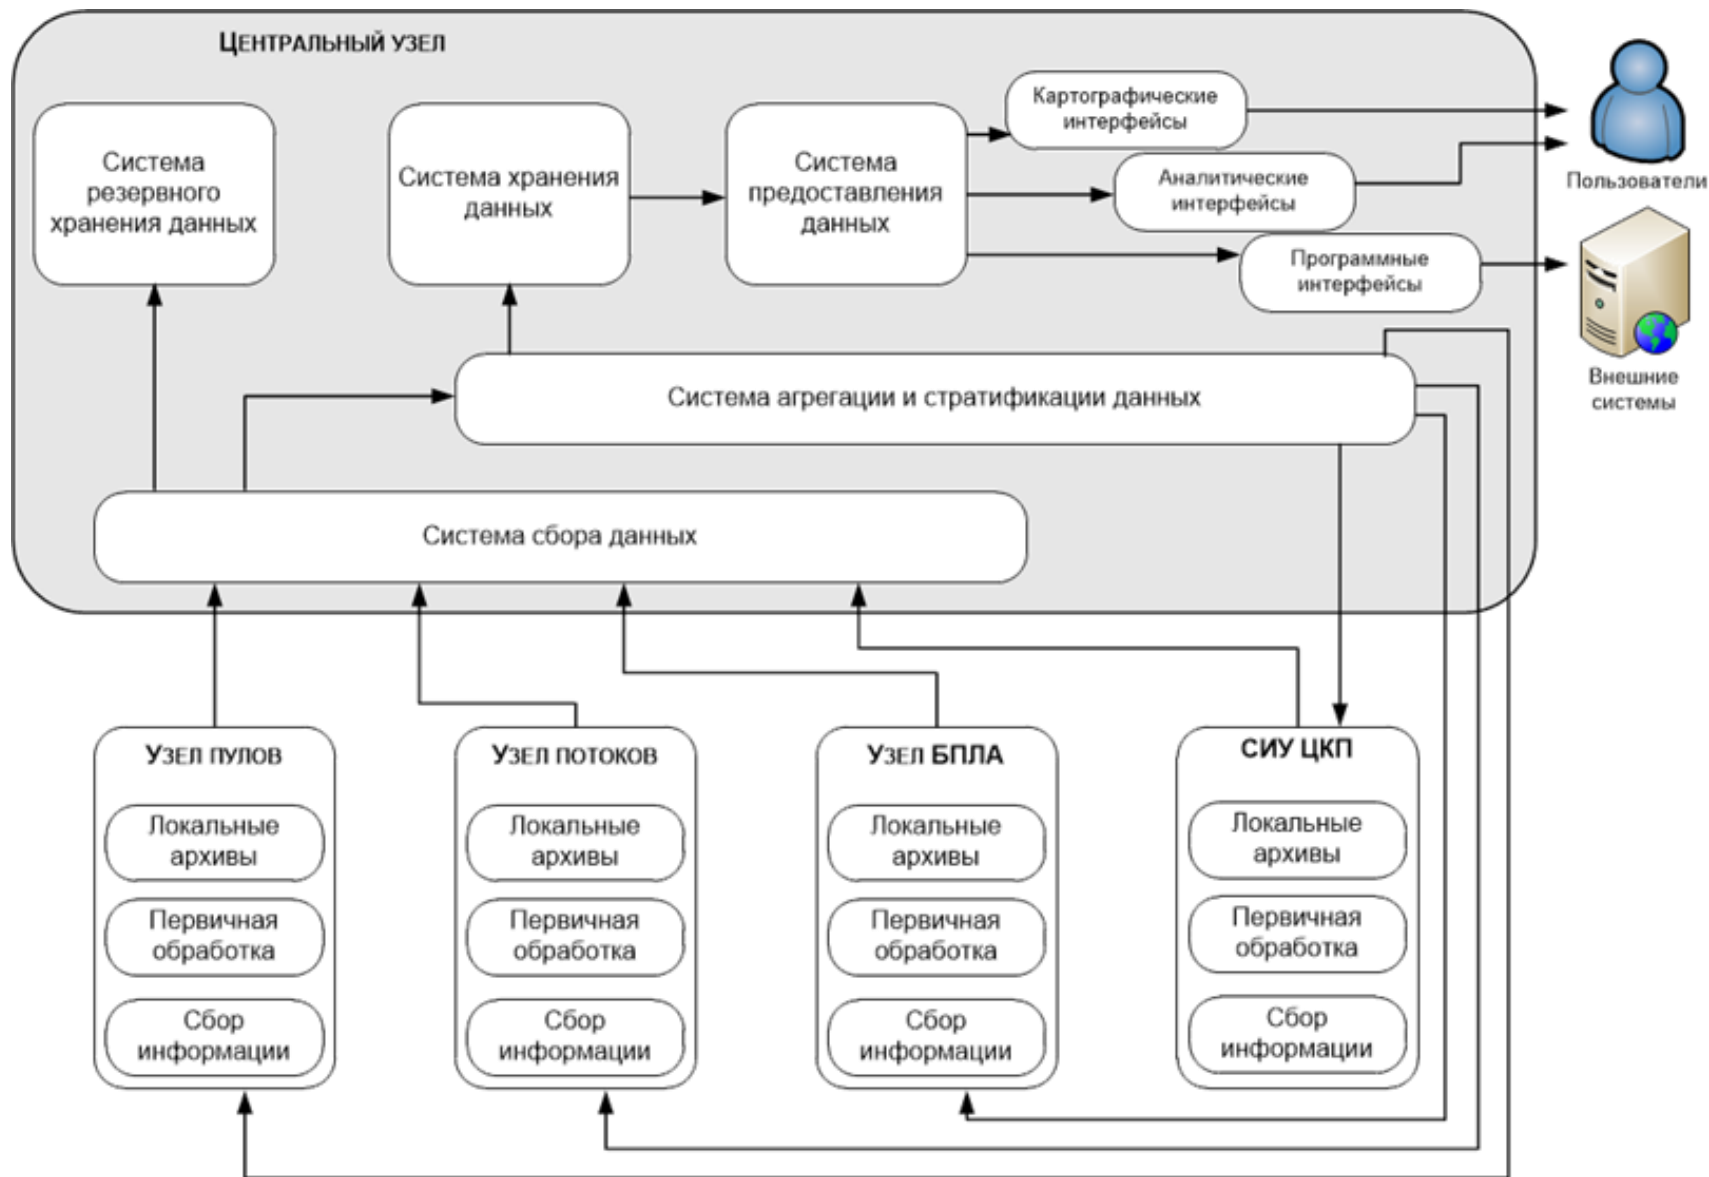 Центральный узел
Картографические
интерфейсы
Система
резервного
хранения данных
Система хранения
данных
Система
предоставления
данных
Аналитические
интерфейсы
Пользователи
Программные
интерфейсы
Внешние
системы
Система агрегации и стратификации данных
Система сбора данных
Узел пулов
Узел потоков
Узел БПЛА
СИУ ЦКП
Локальные
архивы
Локальные
архивы
Локальные
архивы
Локальные
архивы
Первичная
обработка
Первичная
обработка
Первичная
обработка
Первичная
обработка
Сбор
информации
Сбор
информации
Сбор
информации
Сбор
информации